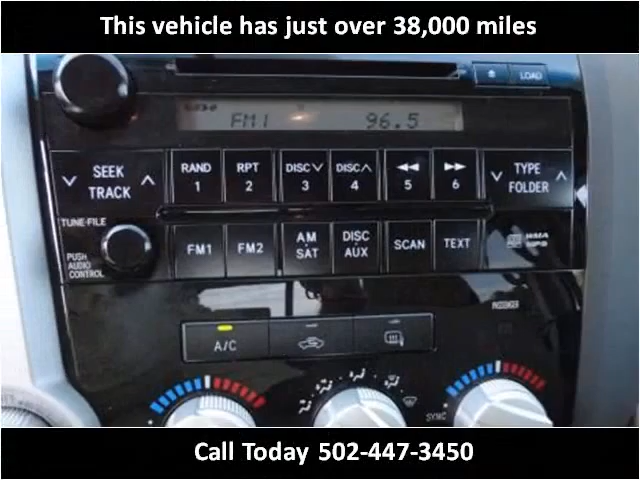 This vehicle has just over 38,000 miles
LOAD
FM1 96.5
SEEK TRACK
RAND 1
RPT 2
DISC 3
DISC 4
5
6
TYPE FOLDER
TUNE·FILE
PUSH AUDIO CONTROL
FM1
FM2
AM SAT
DISC AUX
SCAN
TEXT
WMA
MP3
A/C
SYNC
Call Today 502-447-3450